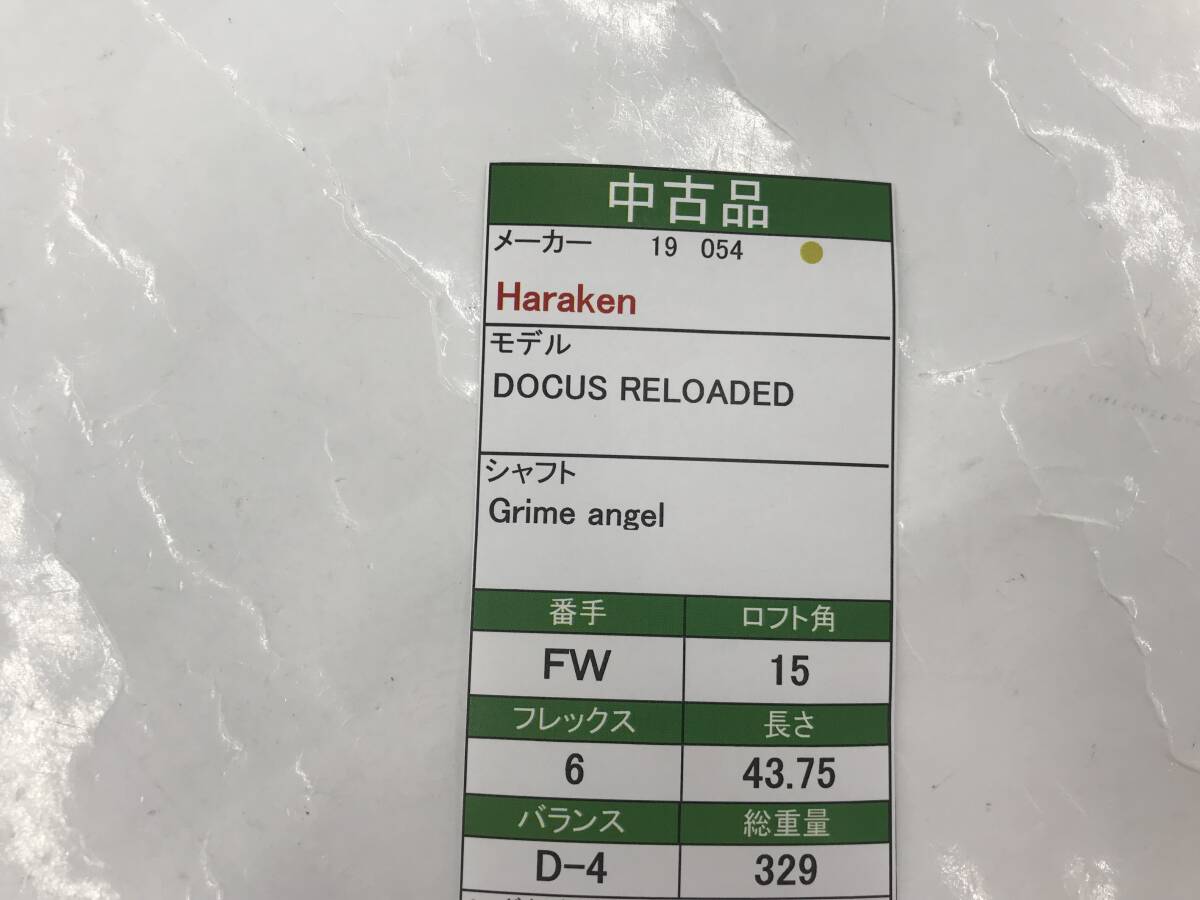 中古品
メーカー 19 054
Haraken
モデル
DOCUS RELOADED
シャフト
Grime angel
番手 ロフト角
FW 15
フレックス 長さ
6 43.75
バランス 総重量
D-4 329